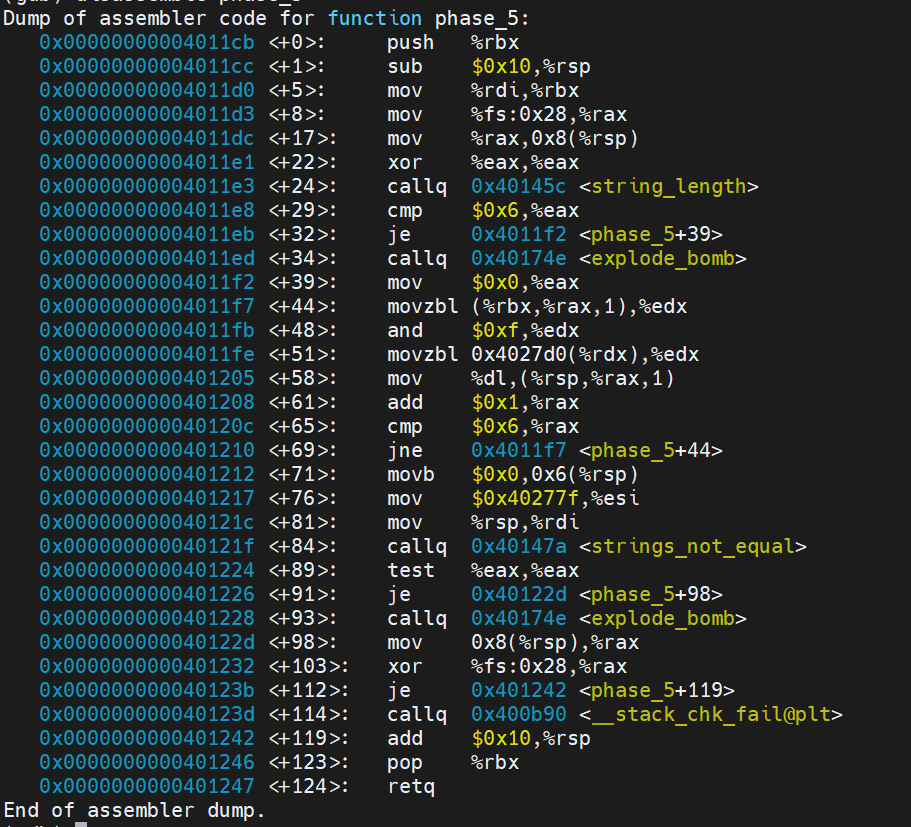 Dump of assembler code for function phase_5:
0x00000000004011cb <+0>: push %rbx
0x00000000004011cc <+1>: sub $0x10,%rsp
0x00000000004011d0 <+5>: mov %rdi,%rbx
0x00000000004011d3 <+8>: mov %fs:0x28,%rax
0x00000000004011dc <+17>: mov %rax,0x8(%rsp)
0x00000000004011e1 <+22>: xor %eax,%eax
0x00000000004011e3 <+24>: callq 0x40145c <string_length>
0x00000000004011e8 <+29>: cmp $0x6,%eax
0x00000000004011eb <+32>: je 0x4011f2 <phase_5+39>
0x00000000004011ed <+34>: callq 0x40174e <explode_bomb>
0x00000000004011f2 <+39>: mov $0x0,%eax
0x00000000004011f7 <+44>: movzbl (%rbx,%rax,1),%edx
0x00000000004011fb <+48>: and $0xf,%edx
0x00000000004011fe <+51>: movzbl 0x4027d0(%rdx),%edx
0x0000000000401205 <+58>: mov %dl,(%rsp,%rax,1)
0x0000000000401208 <+61>: add $0x1,%rax
0x000000000040120c <+65>: cmp $0x6,%rax
0x0000000000401210 <+69>: jne 0x4011f7 <phase_5+44>
0x0000000000401212 <+71>: movb $0x0,0x6(%rsp)
0x0000000000401217 <+76>: mov $0x40277f,%esi
0x000000000040121c <+81>: mov %rsp,%rdi
0x000000000040121f <+84>: callq 0x40147a <strings_not_equal>
0x0000000000401224 <+89>: test %eax,%eax
0x0000000000401226 <+91>: je 0x40122d <phase_5+98>
0x0000000000401228 <+93>: callq 0x40174e <explode_bomb>
0x000000000040122d <+98>: mov 0x8(%rsp),%rax
0x0000000000401232 <+103>: xor %fs:0x28,%rax
0x000000000040123b <+112>: je 0x401242 <phase_5+119>
0x000000000040123d <+114>: callq 0x400b90 <__stack_chk_fail@plt>
0x0000000000401242 <+119>: add $0x10,%rsp
0x0000000000401246 <+123>: pop %rbx
0x0000000000401247 <+124>: retq
End of assembler dump.